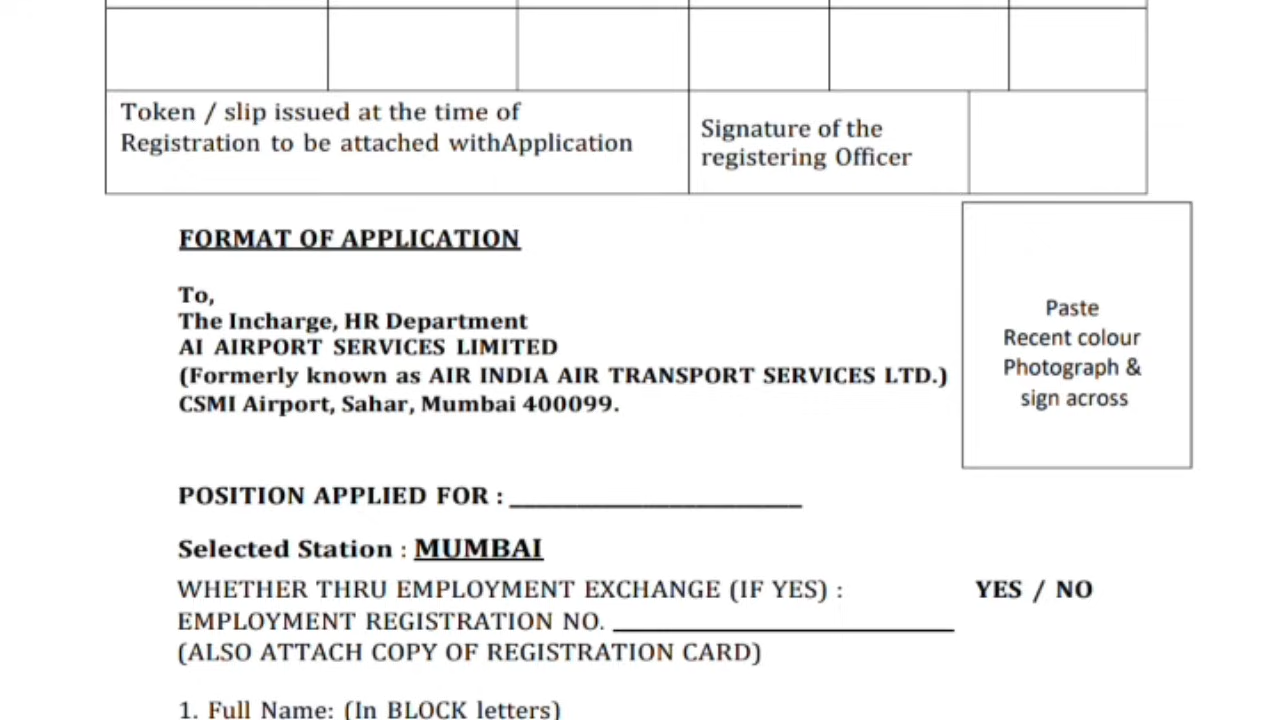 Token / slip issued at the time of
Registration to be attached withApplication
Signature of the
registering Officer
FORMAT OF APPLICATION
To,
The Incharge, HR Department
AI AIRPORT SERVICES LIMITED
(Formerly known as AIR INDIA AIR TRANSPORT SERVICES LTD.)
CSMI Airport, Sahar, Mumbai 400099.
Paste
Recent colour
Photograph &
sign across
POSITION APPLIED FOR : ______________________
Selected Station : MUMBAI
WHETHER THRU EMPLOYMENT EXCHANGE (IF YES) : YES / NO
EMPLOYMENT REGISTRATION NO. __________________________
(ALSO ATTACH COPY OF REGISTRATION CARD)
1. Full Name: (In BLOCK letters)